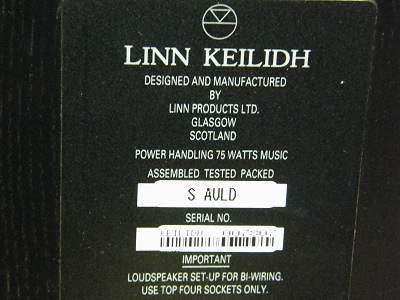 LINN KEILIDH
DESIGNED AND MANUFACTURED
BY
LINN PRODUCTS LTD.
GLASGOW
SCOTLAND
POWER HANDLING 75 WATTS MUSIC
ASSEMBLED TESTED PACKED
S AULD
SERIAL NO.
KEILIDH 007807
IMPORTANT
LOUDSPEAKER SET-UP FOR BI-WIRING.
USE TOP FOUR SOCKETS ONLY.